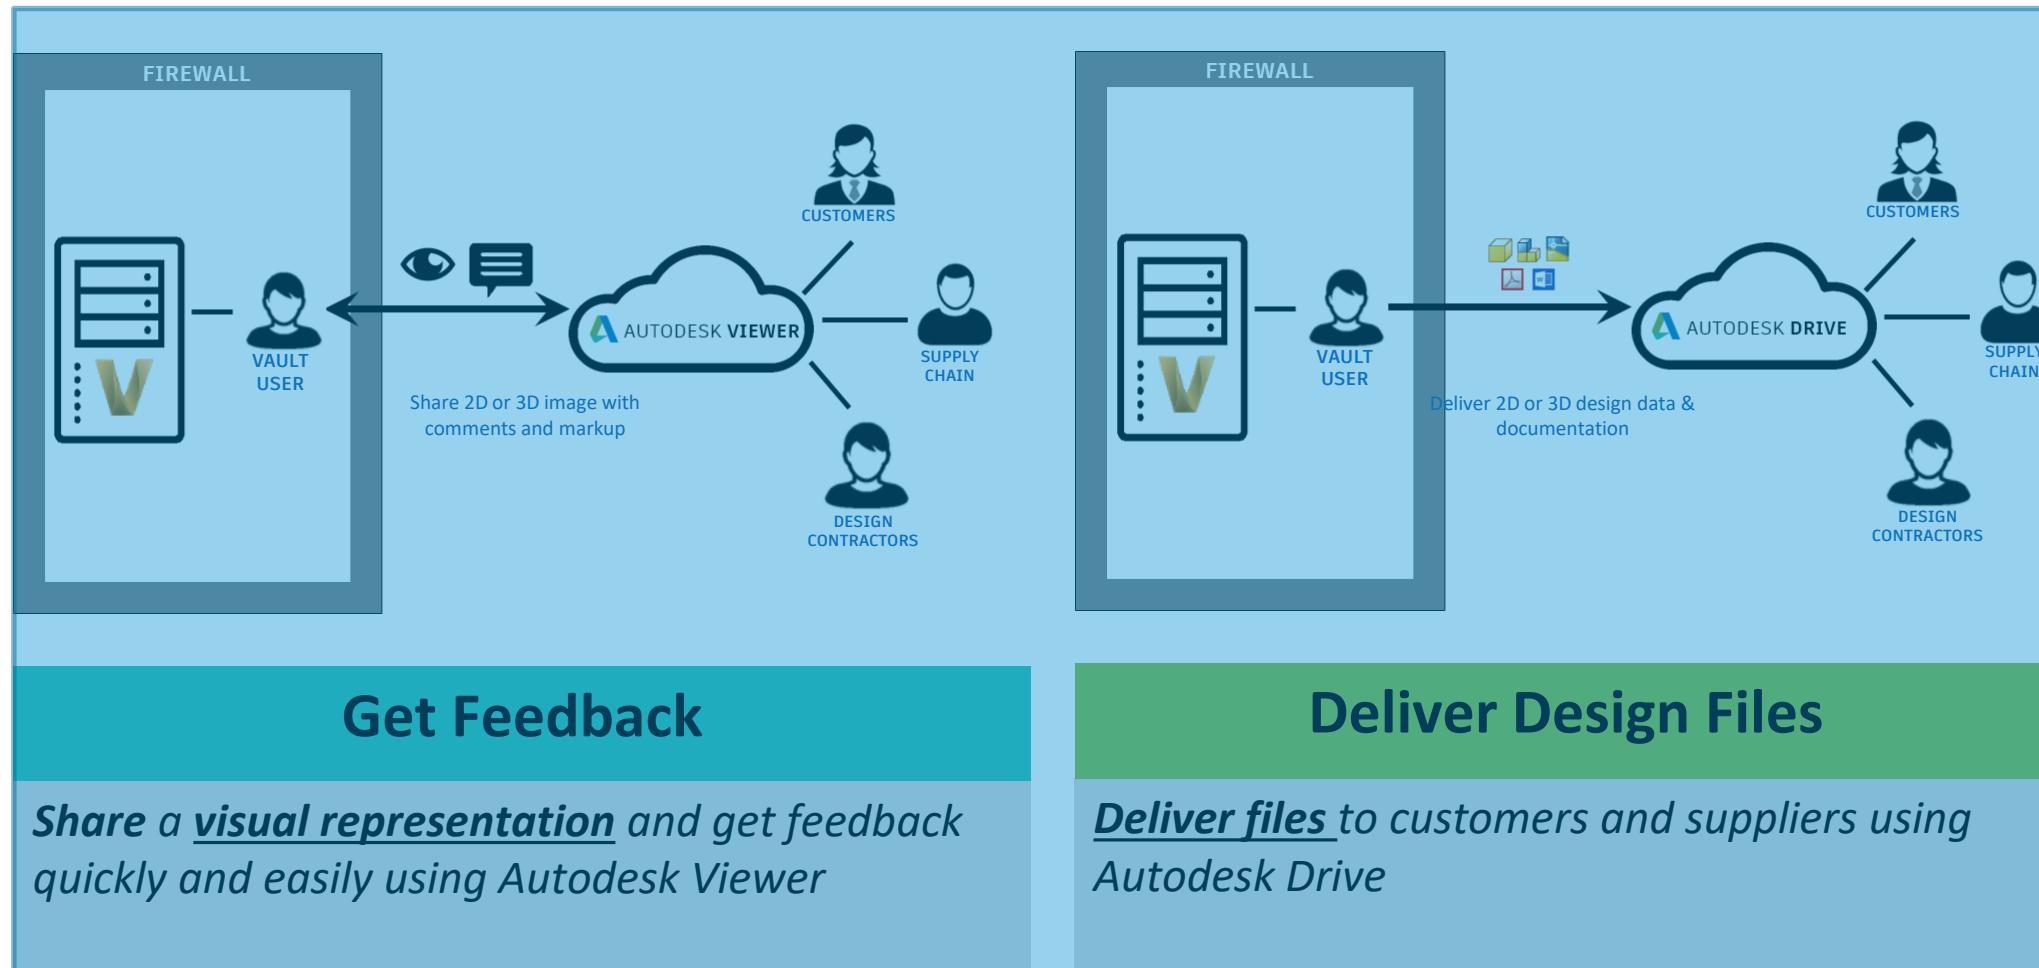 FIREWALL
CUSTOMERS
AUTODESK VIEWER
VAULT
USER
SUPPLY
CHAIN
Share 2D or 3D image with
comments and markup
DESIGN
CONTRACTORS
Get Feedback
Share a visual representation and get feedback
quickly and easily using Autodesk Viewer
FIREWALL
CUSTOMERS
AUTODESK DRIVE
VAULT
USER
SUPPLY
CHAIN
Deliver 2D or 3D design data &
documentation
DESIGN
CONTRACTORS
Deliver Design Files
Deliver files to customers and suppliers using
Autodesk Drive